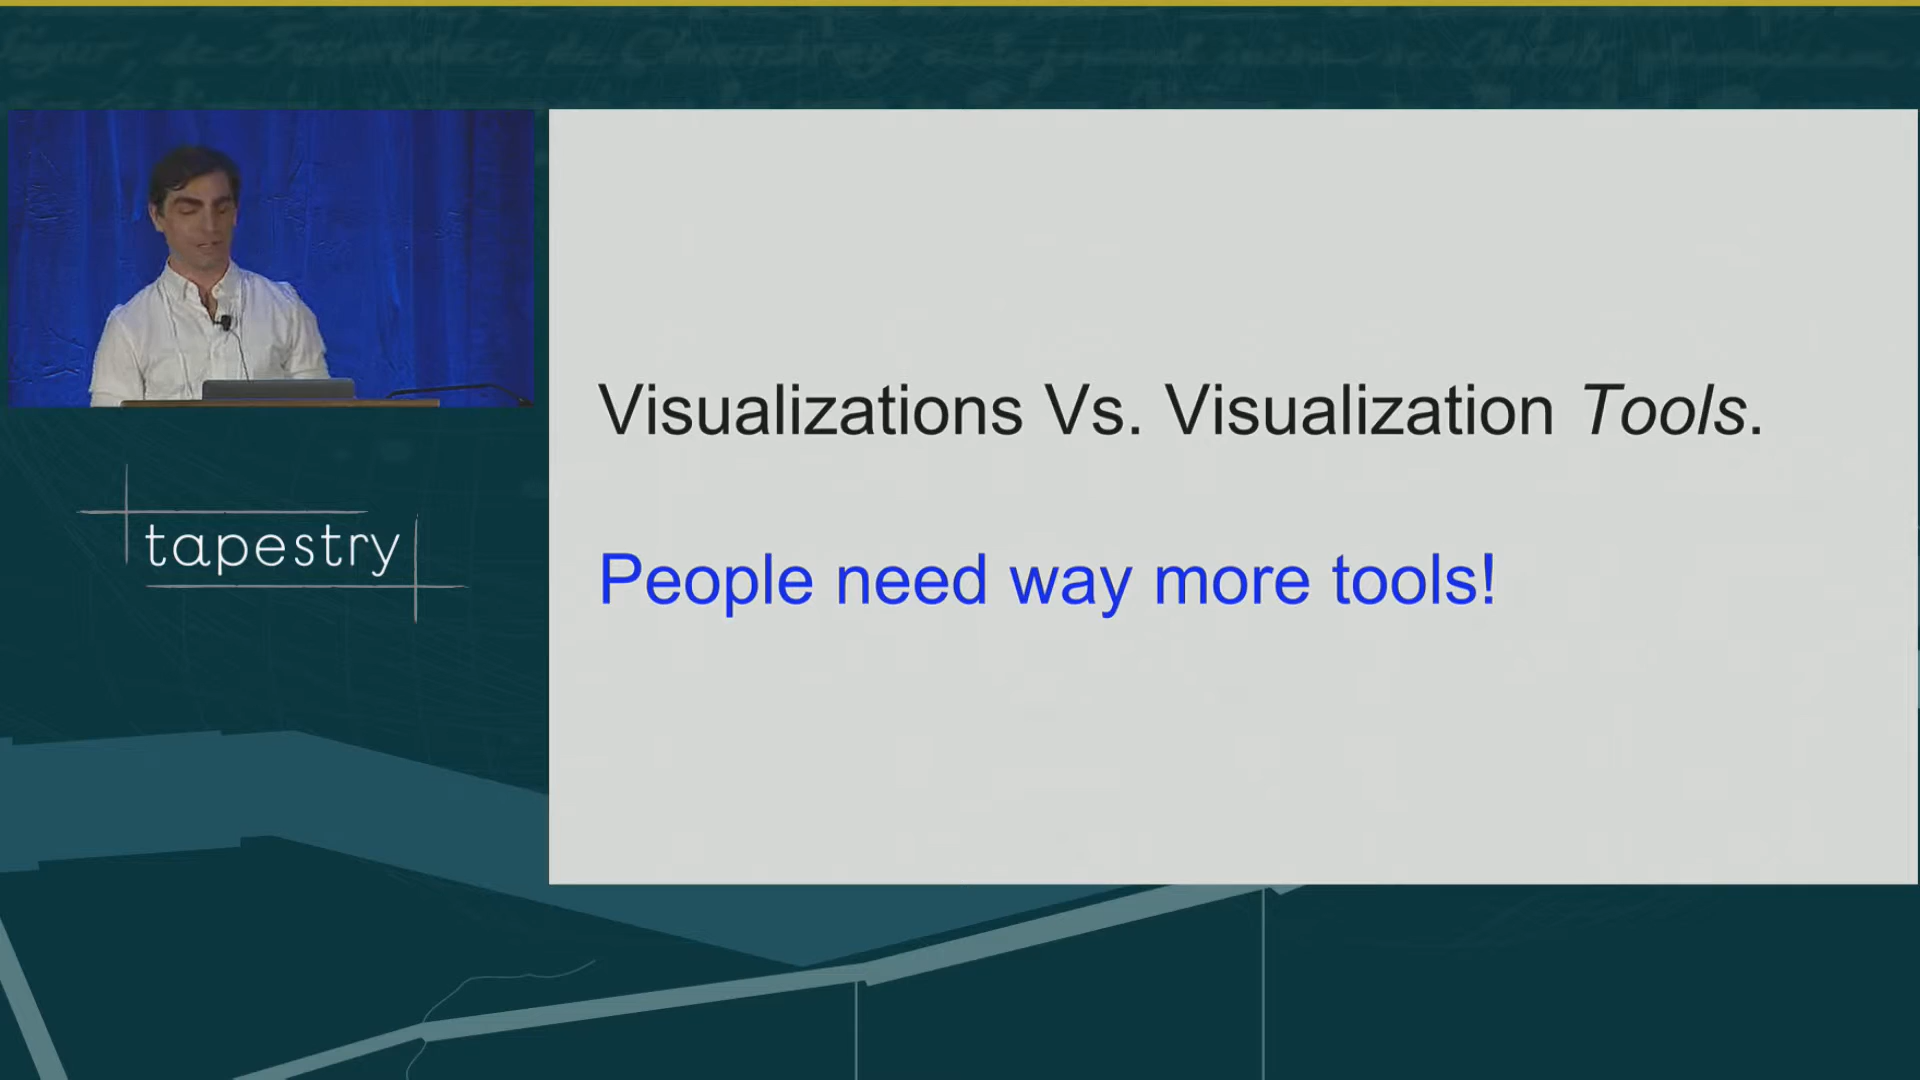 tapestry
Visualizations Vs. Visualization Tools.
People need way more tools!